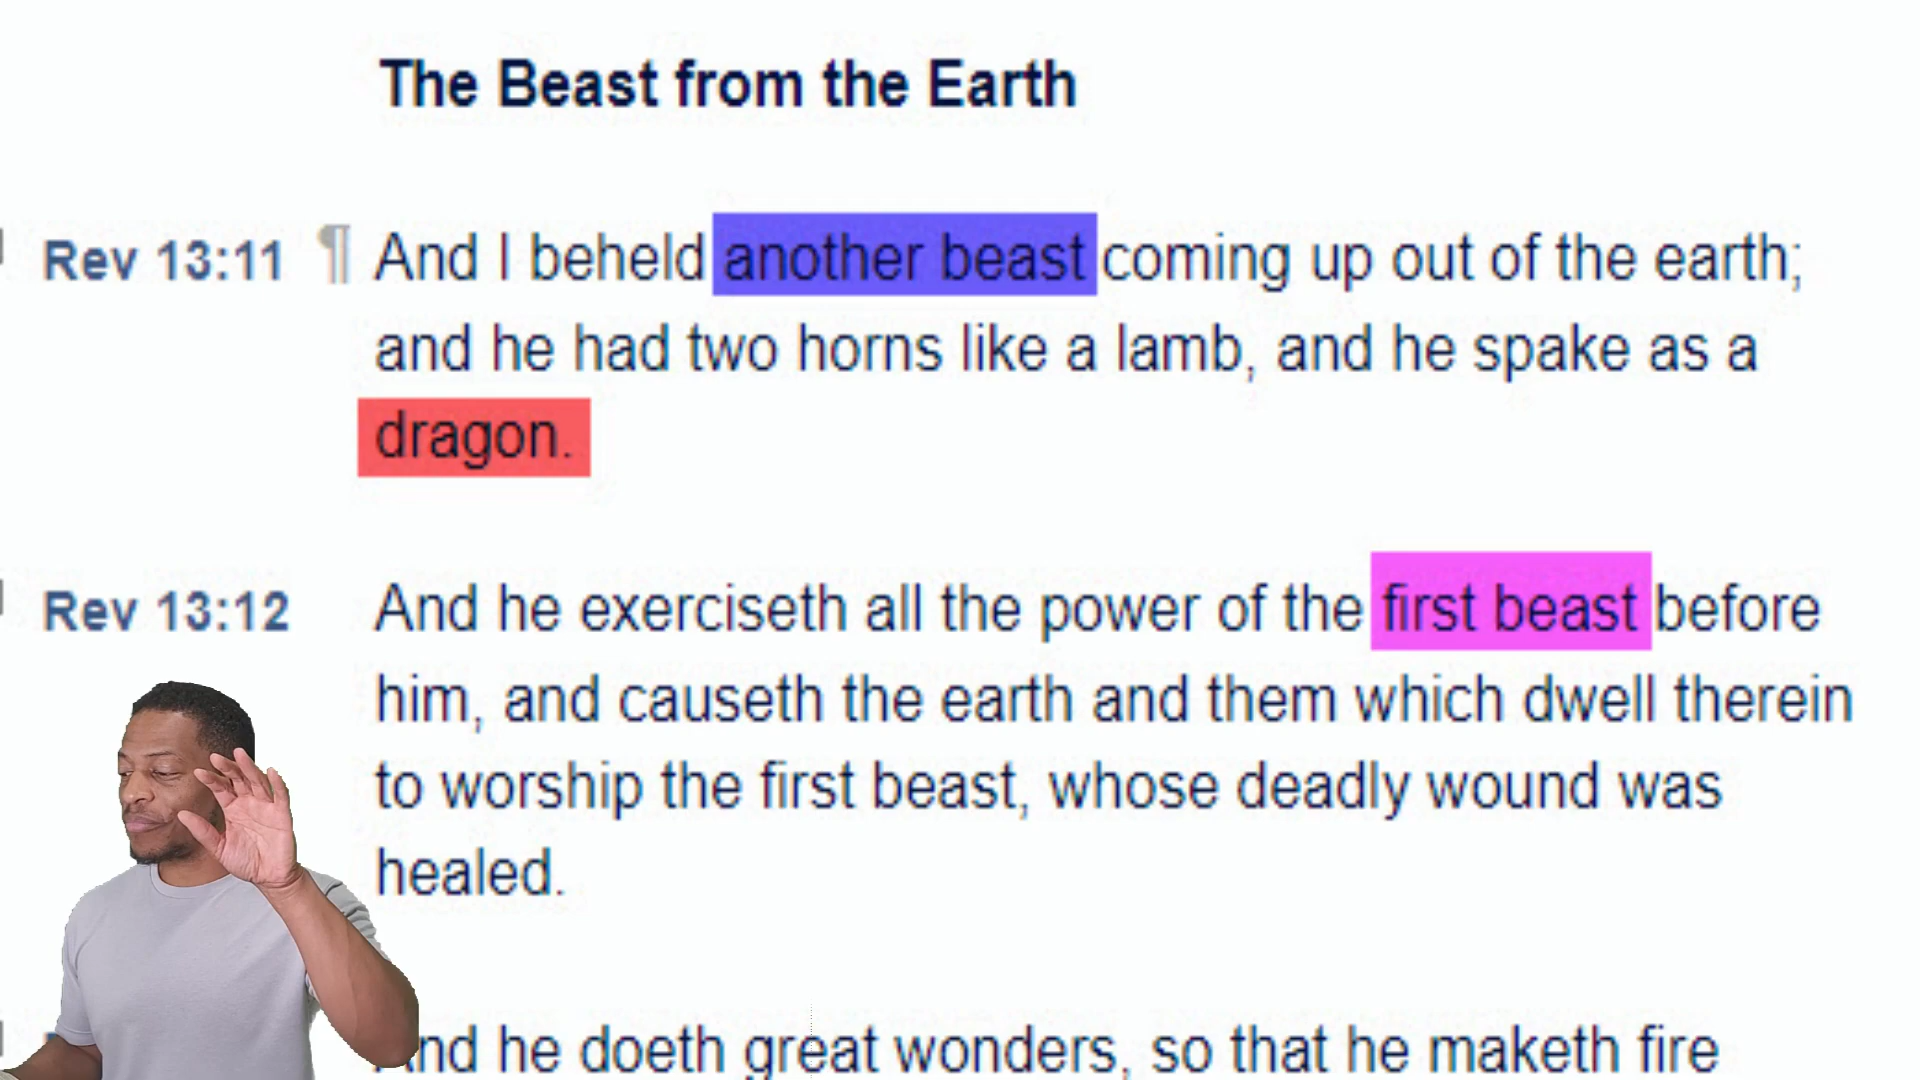 The Beast from the Earth
Rev 13:11 ¶ And I beheld another beast coming up out of the earth;
and he had two horns like a lamb, and he spake as a
dragon.
Rev 13:12 And he exerciseth all the power of the first beast before
him, and causeth the earth and them which dwell therein
to worship the first beast, whose deadly wound was
healed.
And he doeth great wonders, so that he maketh fire